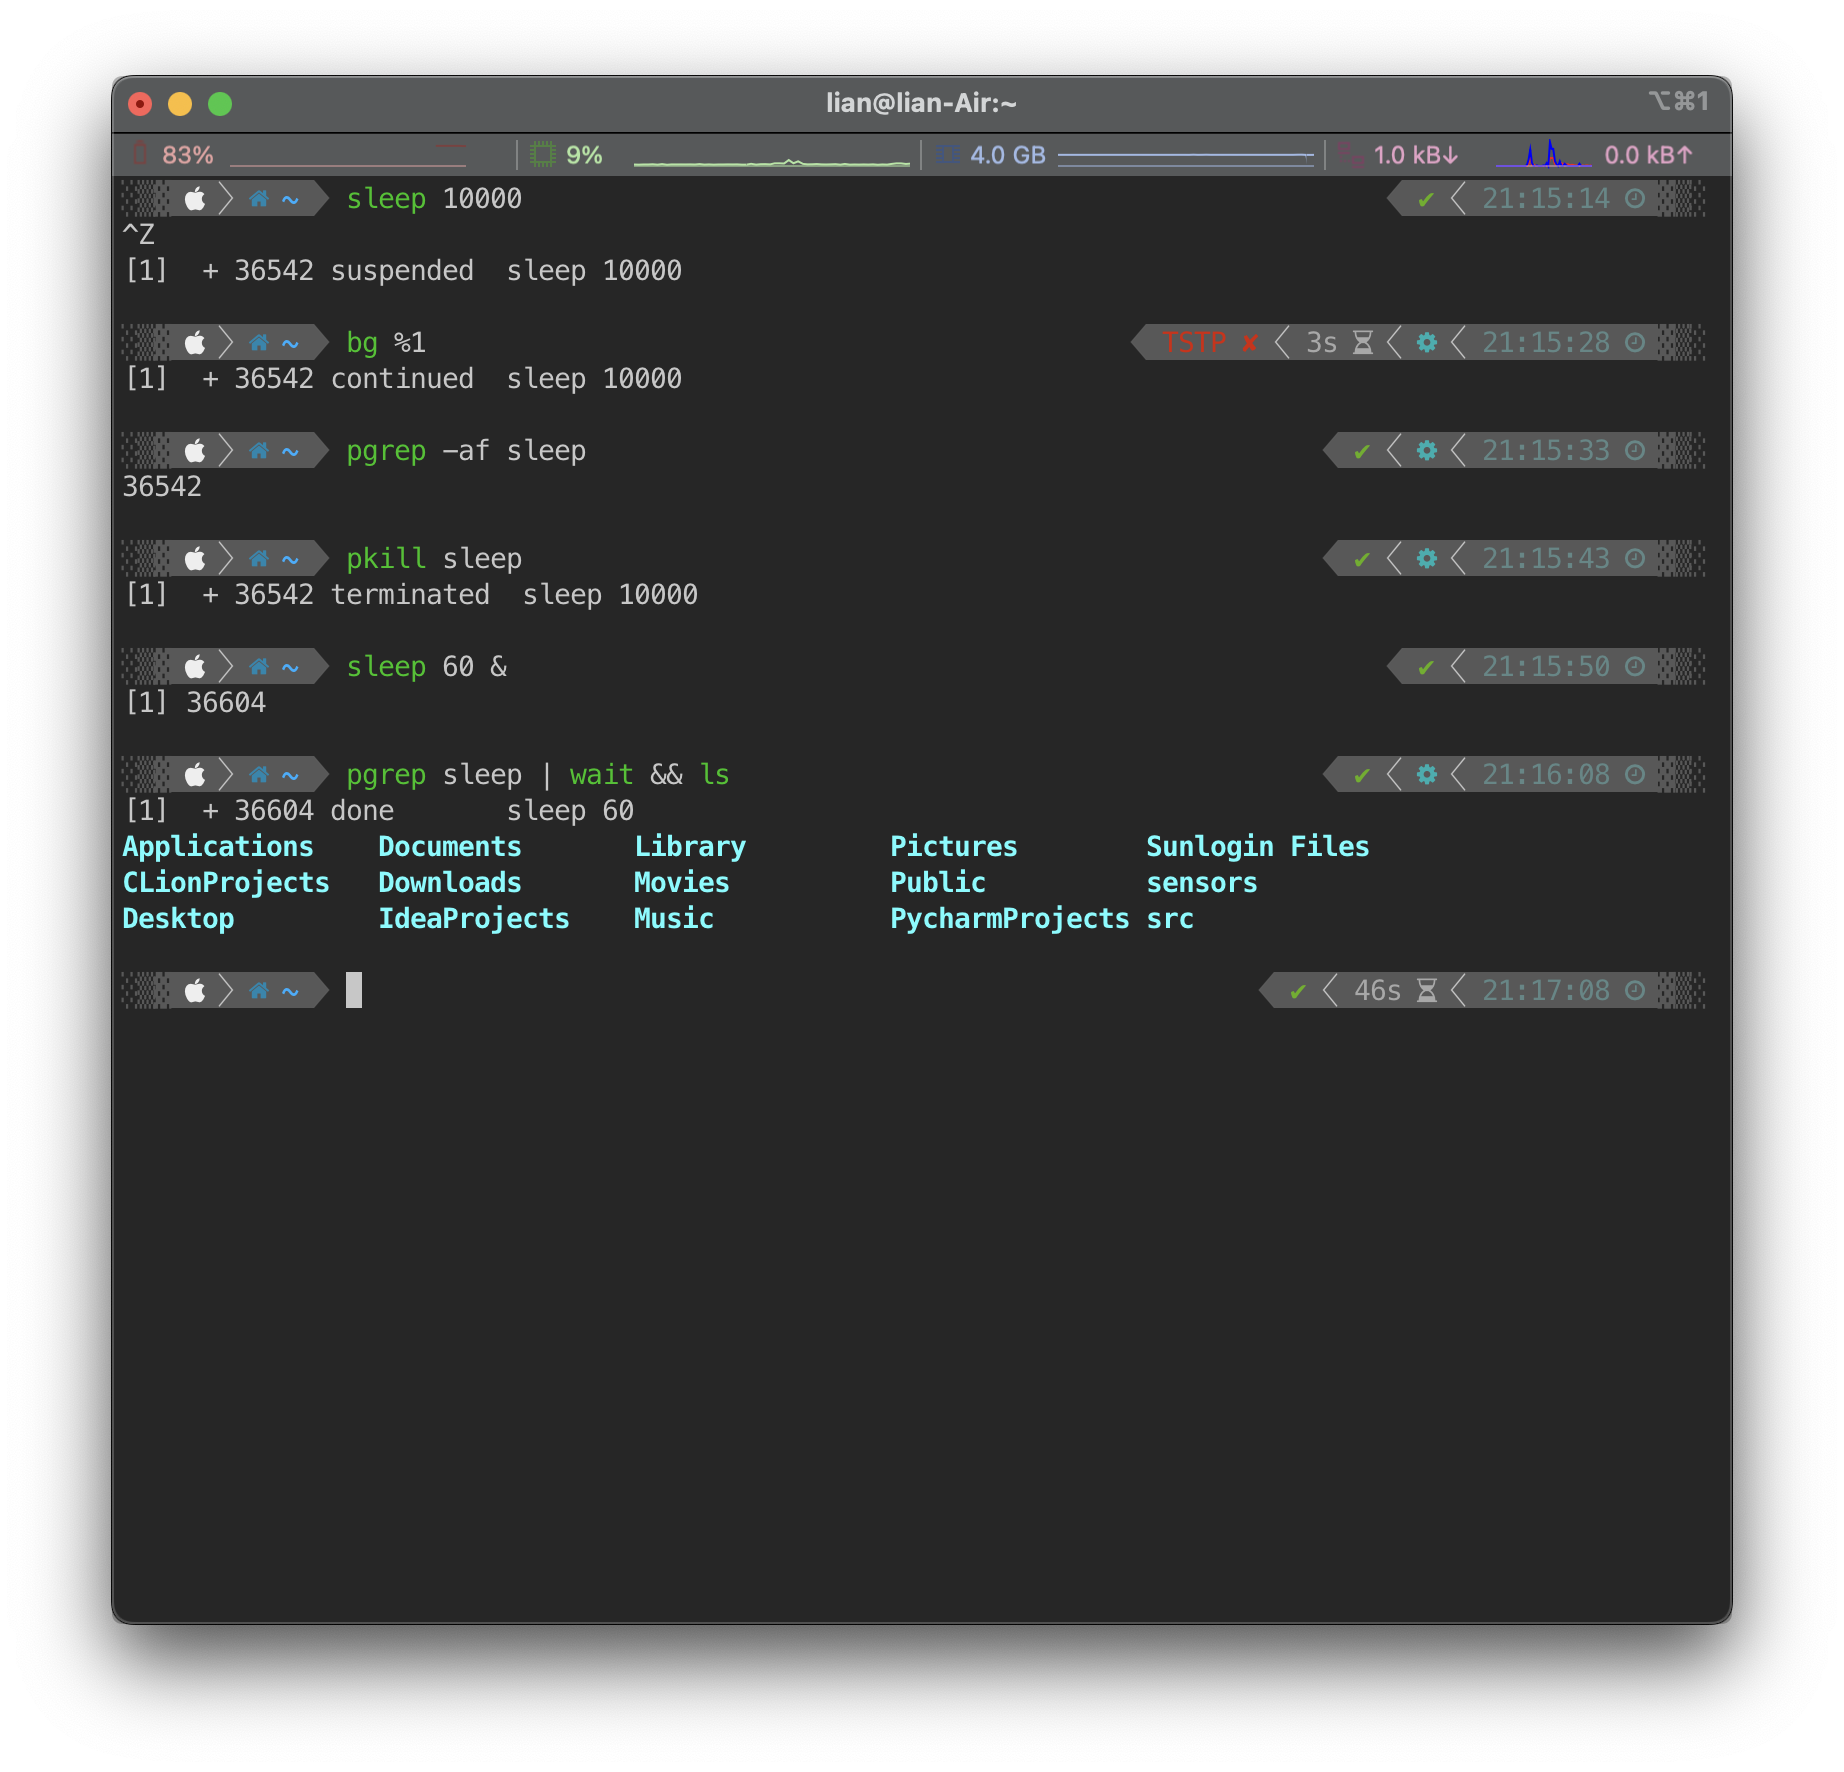 lian@lian-Air:~ ⌥⌘1
83% 9% 4.0 GB 1.0 kB↓ 0.0 kB↑
~ sleep 10000 ✔ 21:15:14
^Z
[1]  + 36542 suspended  sleep 10000
~ bg %1 TSTP ✘ 3s 21:15:28
[1]  + 36542 continued  sleep 10000
~ pgrep -af sleep ✔ 21:15:33
36542
~ pkill sleep ✔ 21:15:43
[1]  + 36542 terminated  sleep 10000
~ sleep 60 & ✔ 21:15:50
[1] 36604
~ pgrep sleep | wait && ls ✔ 21:16:08
[1]  + 36604 done       sleep 60
Applications    Documents       Library         Pictures        Sunlogin Files
CLionProjects   Downloads       Movies          Public          sensors
Desktop         IdeaProjects    Music           PycharmProjects src
~ ✔ 46s 21:17:08